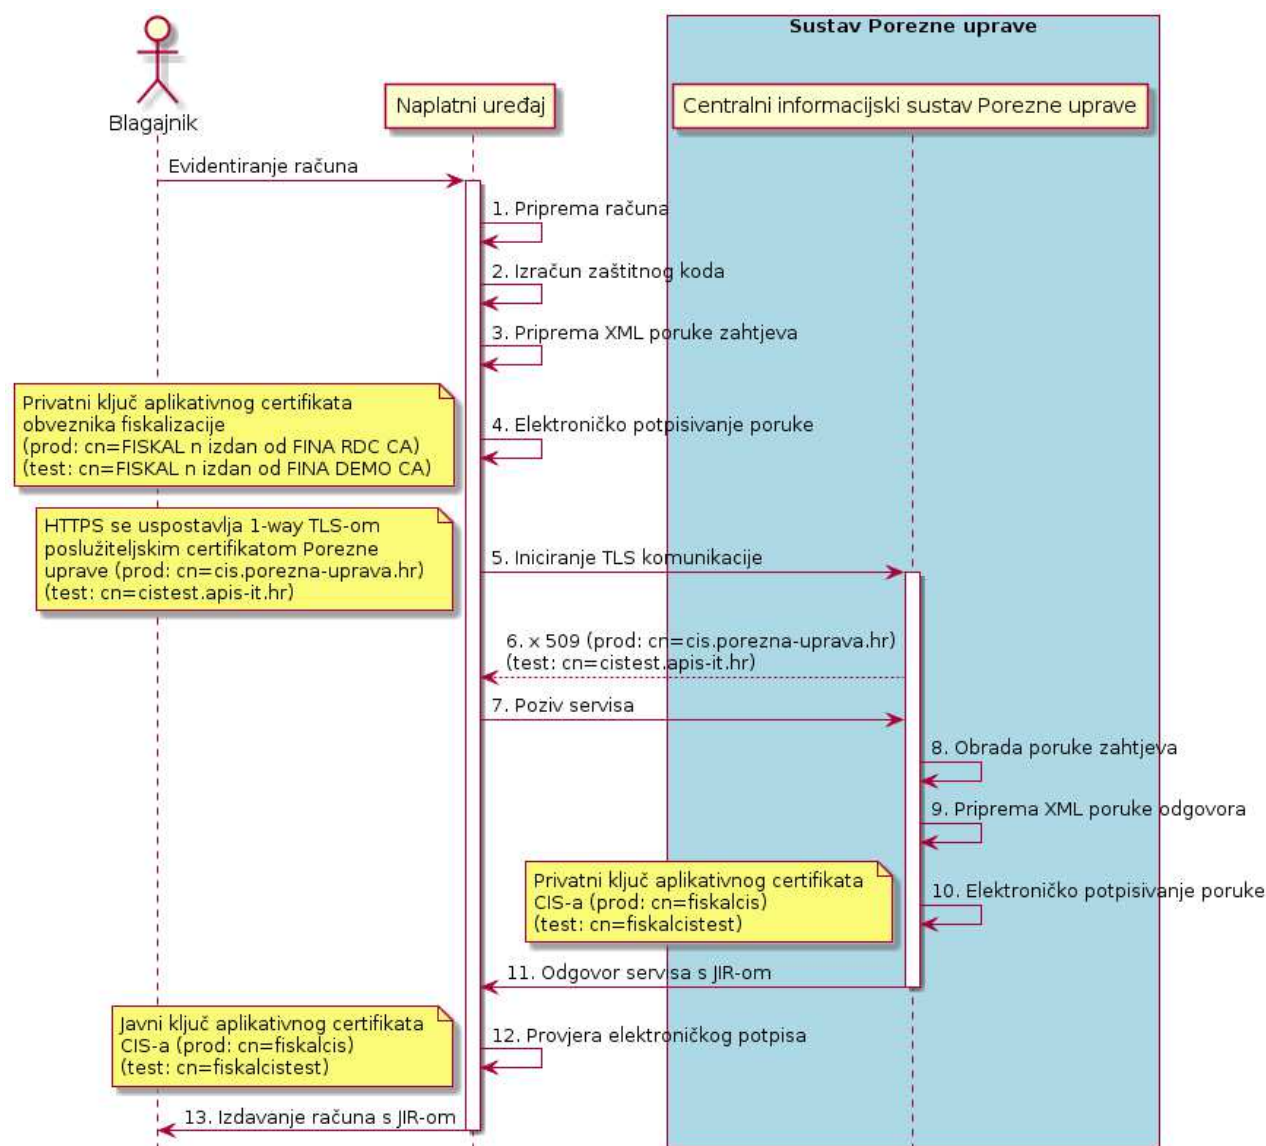 Sustav Porezne uprave
Blagajnik
Naplatni uređaj
Centralni informacijski sustav Porezne uprave
Evidentiranje računa
1. Priprema računa
2. Izračun zaštitnog koda
3. Priprema XML poruke zahtjeva
Privatni ključ aplikativnog certifikata
obveznika fiskalizacije
(prod: cn=FISKAL n izdan od FINA RDC CA)
(test: cn=FISKAL n izdan od FINA DEMO CA)
4. Elektroničko potpisivanje poruke
HTTPS se uspostavlja 1-way TLS-om
poslužiteljskim certifikatom Porezne
uprave (prod: cn=cis.porezna-uprava.hr)
(test: cn=cistest.apis-it.hr)
5. Iniciranje TLS komunikacije
6. x 509 (prod: cn=cis.porezna-uprava.hr)
(test: cn=cistest.apis-it.hr)
7. Poziv servisa
8. Obrada poruke zahtjeva
9. Priprema XML poruke odgovora
Privatni ključ aplikativnog certifikata
CIS-a (prod: cn=fiskalcis)
(test: cn=fiskalcistest)
10. Elektroničko potpisivanje poruke
11. Odgovor servisa s JIR-om
Javni ključ aplikativnog certifikata
CIS-a (prod: cn=fiskalcis)
(test: cn=fiskalcistest)
12. Provjera elektroničkog potpisa
13. Izdavanje računa s JIR-om